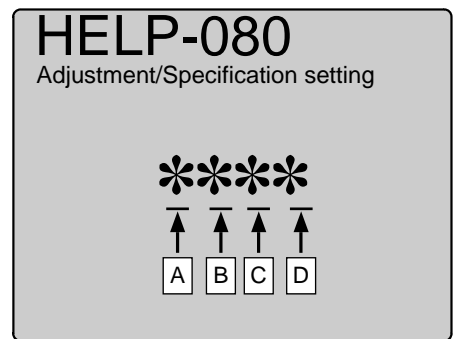 HELP-080
Adjustment/Specification setting
****
A B C D